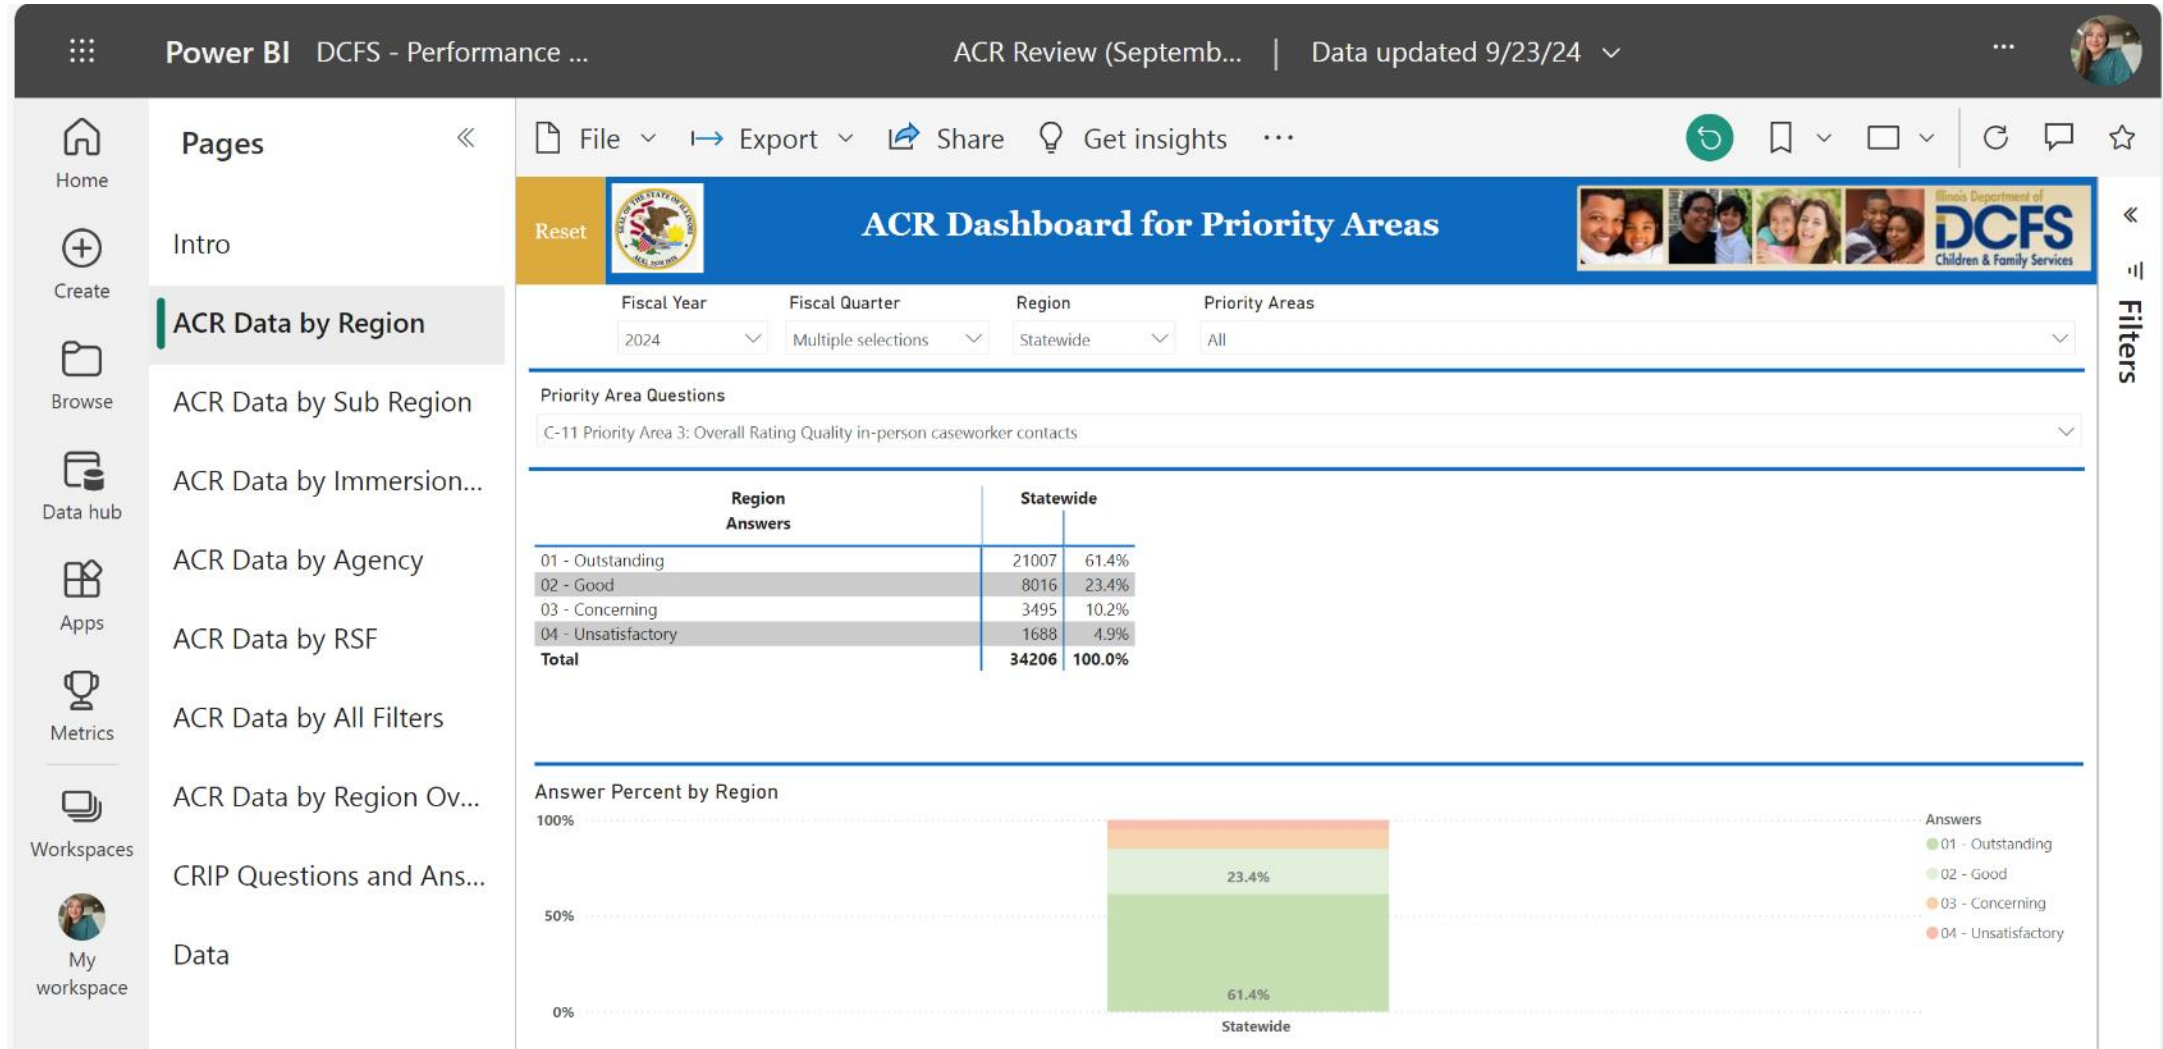 Power BI DCFS - Performance ...
ACR Review (Septemb... | Data updated 9/23/24
Home
Create
Browse
Data hub
Apps
Metrics
Workspaces
My
workspace
Pages
Intro
ACR Data by Region
ACR Data by Sub Region
ACR Data by Immersion...
ACR Data by Agency
ACR Data by RSF
ACR Data by All Filters
ACR Data by Region Ov...
CRIP Questions and Ans...
Data
File Export Share Get insights ...
Reset
ACR Dashboard for Priority Areas
Illinois Department of
DCFS
Children & Family Services
Filters
Fiscal Year Fiscal Quarter Region Priority Areas
2024 Multiple selections Statewide All
Priority Area Questions
C-11 Priority Area 3: Overall Rating Quality in-person caseworker contacts
Region Statewide
Answers
01 - Outstanding 21007 61.4%
02 - Good 8016 23.4%
03 - Concerning 3495 10.2%
04 - Unsatisfactory 1688 4.9%
Total 34206 100.0%
Answer Percent by Region
100%
50%
0%
23.4%
61.4%
Statewide
Answers
01 - Outstanding
02 - Good
03 - Concerning
04 - Unsatisfactory